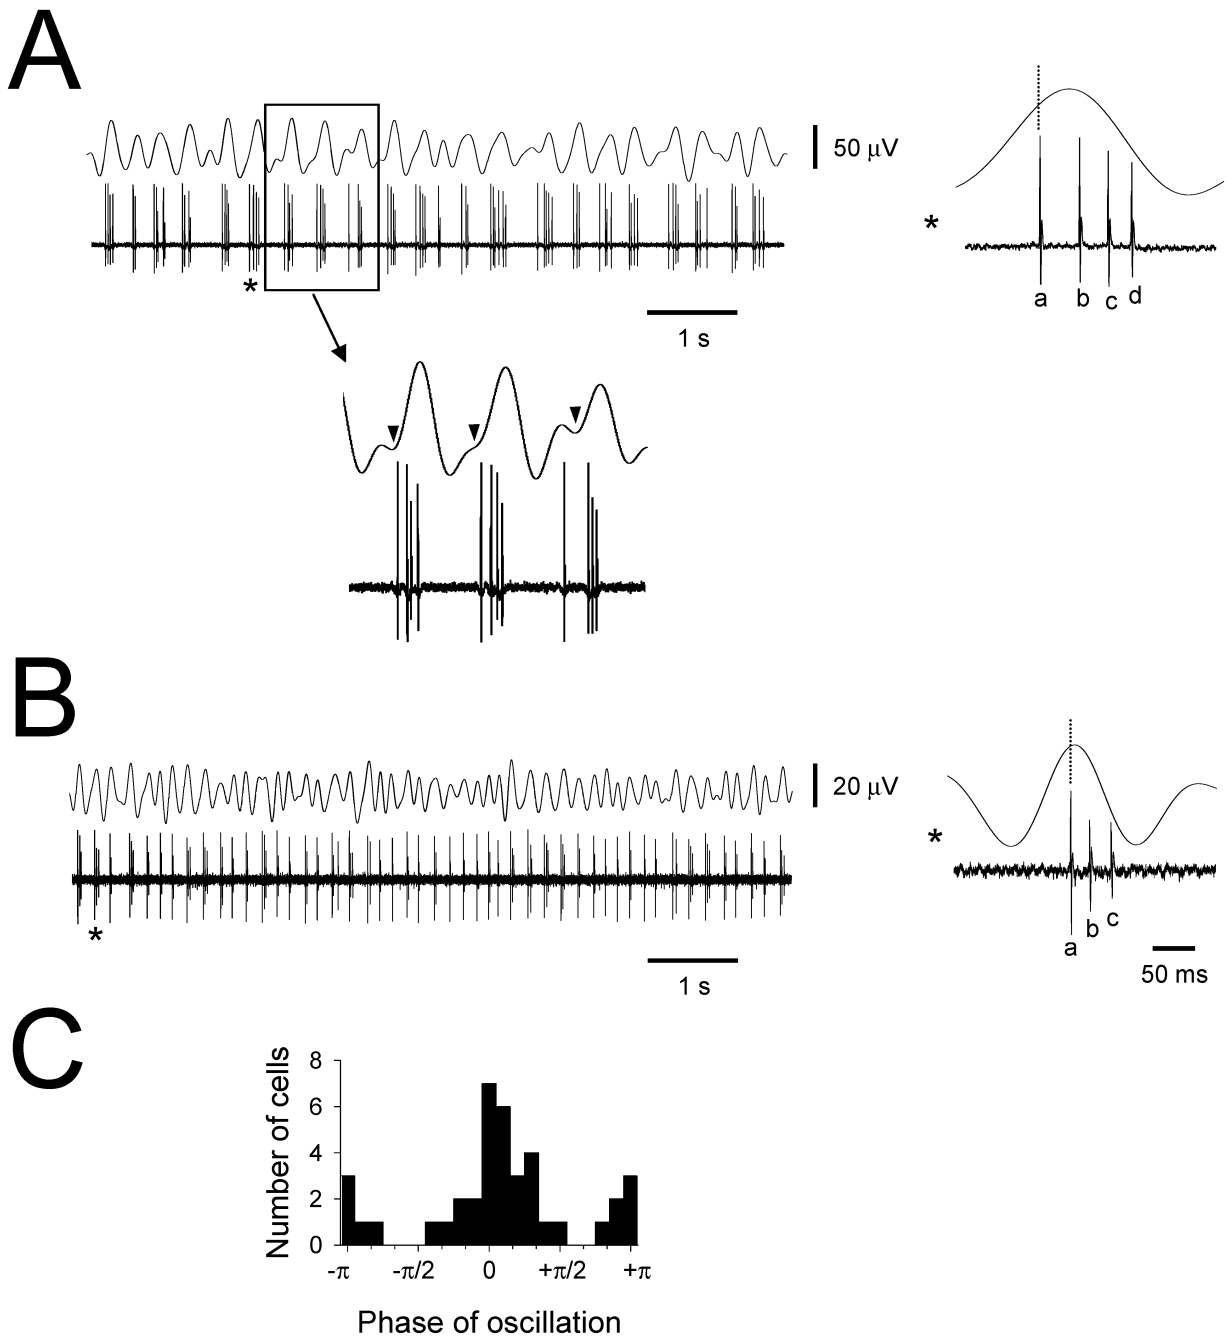 A
50 μV
*
*
a b c d
1 s
B
20 μV
*
*
a b c
1 s
50 ms
C
Number of cells
8
6
4
2
0
-π -π/2 0 +π/2 +π
Phase of oscillation